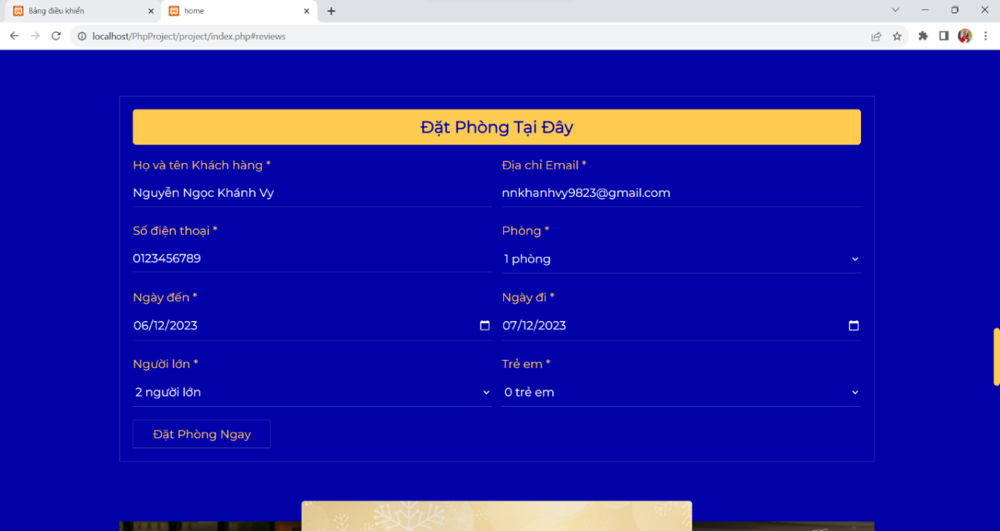 Bảng điều khiển
home
localhost/PhpProject/project/index.php#reviews
Đặt Phòng Tại Đây
Họ và tên Khách hàng * Địa chỉ Email *
Nguyễn Ngọc Khánh Vy nnkhanhvy9823@gmail.com
Số điện thoại * Phòng *
0123456789 1 phòng
Ngày đến * Ngày đi *
06/12/2023 07/12/2023
Người lớn * Trẻ em *
2 người lớn 0 trẻ em
Đặt Phòng Ngay